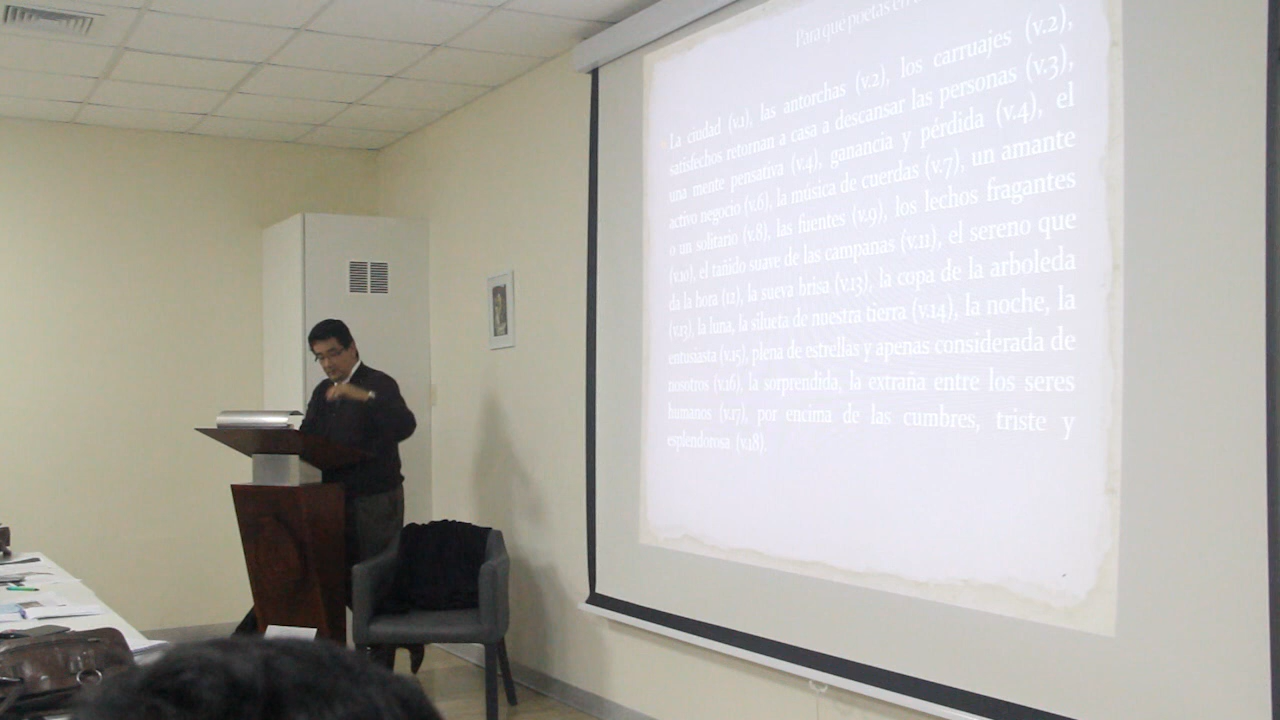 Para que poetas en
La ciudad (v.1), las antorchas (v.2), los carruajes (v.2),
satisfechos retornan a casa a descansar las personas (v.3),
una mente pensativa (v.4), ganancia y pérdida (v.4), el
activo negocio (v.6), la música de cuerdas (v.7), un amante
o un solitario (v.8), las fuentes (v.9), los lechos fragantes
(v.10), el tañido suave de las campanas (v.11), el sereno que
da la hora (12), la sueva brisa (v.13), la copa de la arboleda
(v.13), la luna, la silueta de nuestra tierra (v.14), la noche, la
entusiasta (v.15), plena de estrellas y apenas considerada de
nosotros (v.16), la sorprendida, la extraña entre los seres
humanos (v.17), por encima de las cumbres, triste y
esplendorosa (v.18).